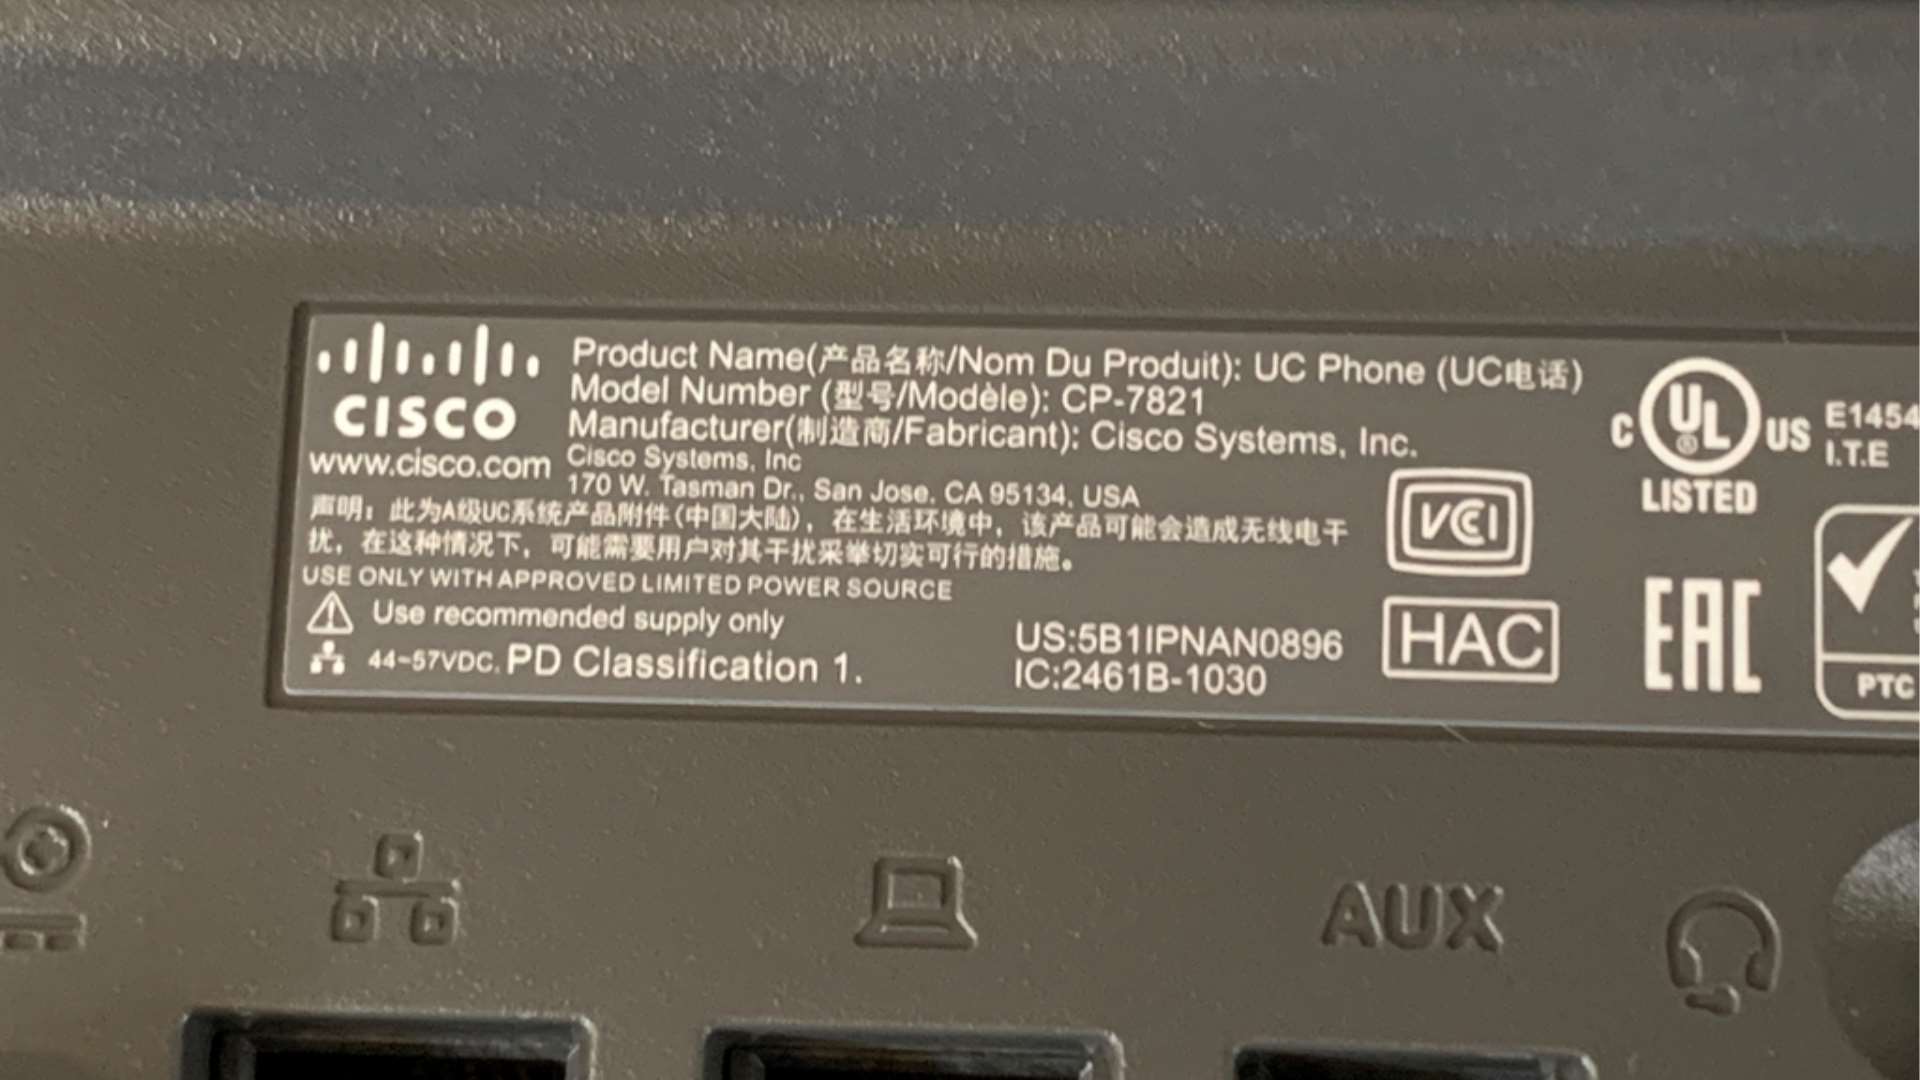 CISCO
www.cisco.com
Product Name(产品名称/Nom Du Produit): UC Phone (UC电话)
Model Number (型号/Modèle): CP-7821
Manufacturer(制造商/Fabricant): Cisco Systems, Inc.
Cisco Systems, Inc
170 W. Tasman Dr., San Jose, CA 95134, USA
声明：此为A级UC系统产品附件(中国大陆)，在生活环境中，该产品可能会造成无线电干
扰，在这种情况下，可能需要用户对其干扰采举切实可行的措施。
USE ONLY WITH APPROVED LIMITED POWER SOURCE
Use recommended supply only
44~57VDC. PD Classification 1.
US:5B1IPNAN0896
IC:2461B-1030
VCI
HAC
C UL ® US
LISTED
E1454
I.T.E
EAC
PTC
AUX